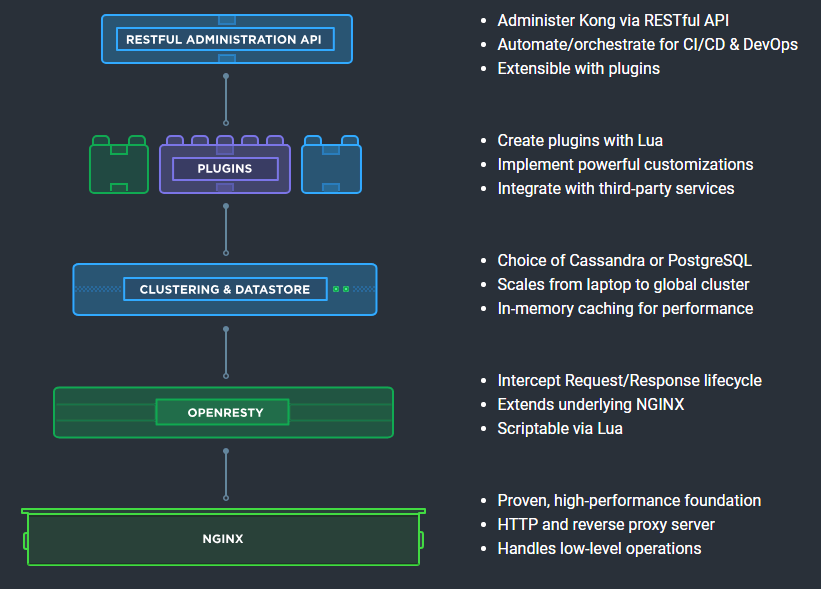 RESTFUL ADMINISTRATION API
• Administer Kong via RESTful API
• Automate/orchestrate for CI/CD & DevOps
• Extensible with plugins
PLUGINS
• Create plugins with Lua
• Implement powerful customizations
• Integrate with third-party services
CLUSTERING & DATASTORE
• Choice of Cassandra or PostgreSQL
• Scales from laptop to global cluster
• In-memory caching for performance
OPENRESTY
• Intercept Request/Response lifecycle
• Extends underlying NGINX
• Scriptable via Lua
NGINX
• Proven, high-performance foundation
• HTTP and reverse proxy server
• Handles low-level operations